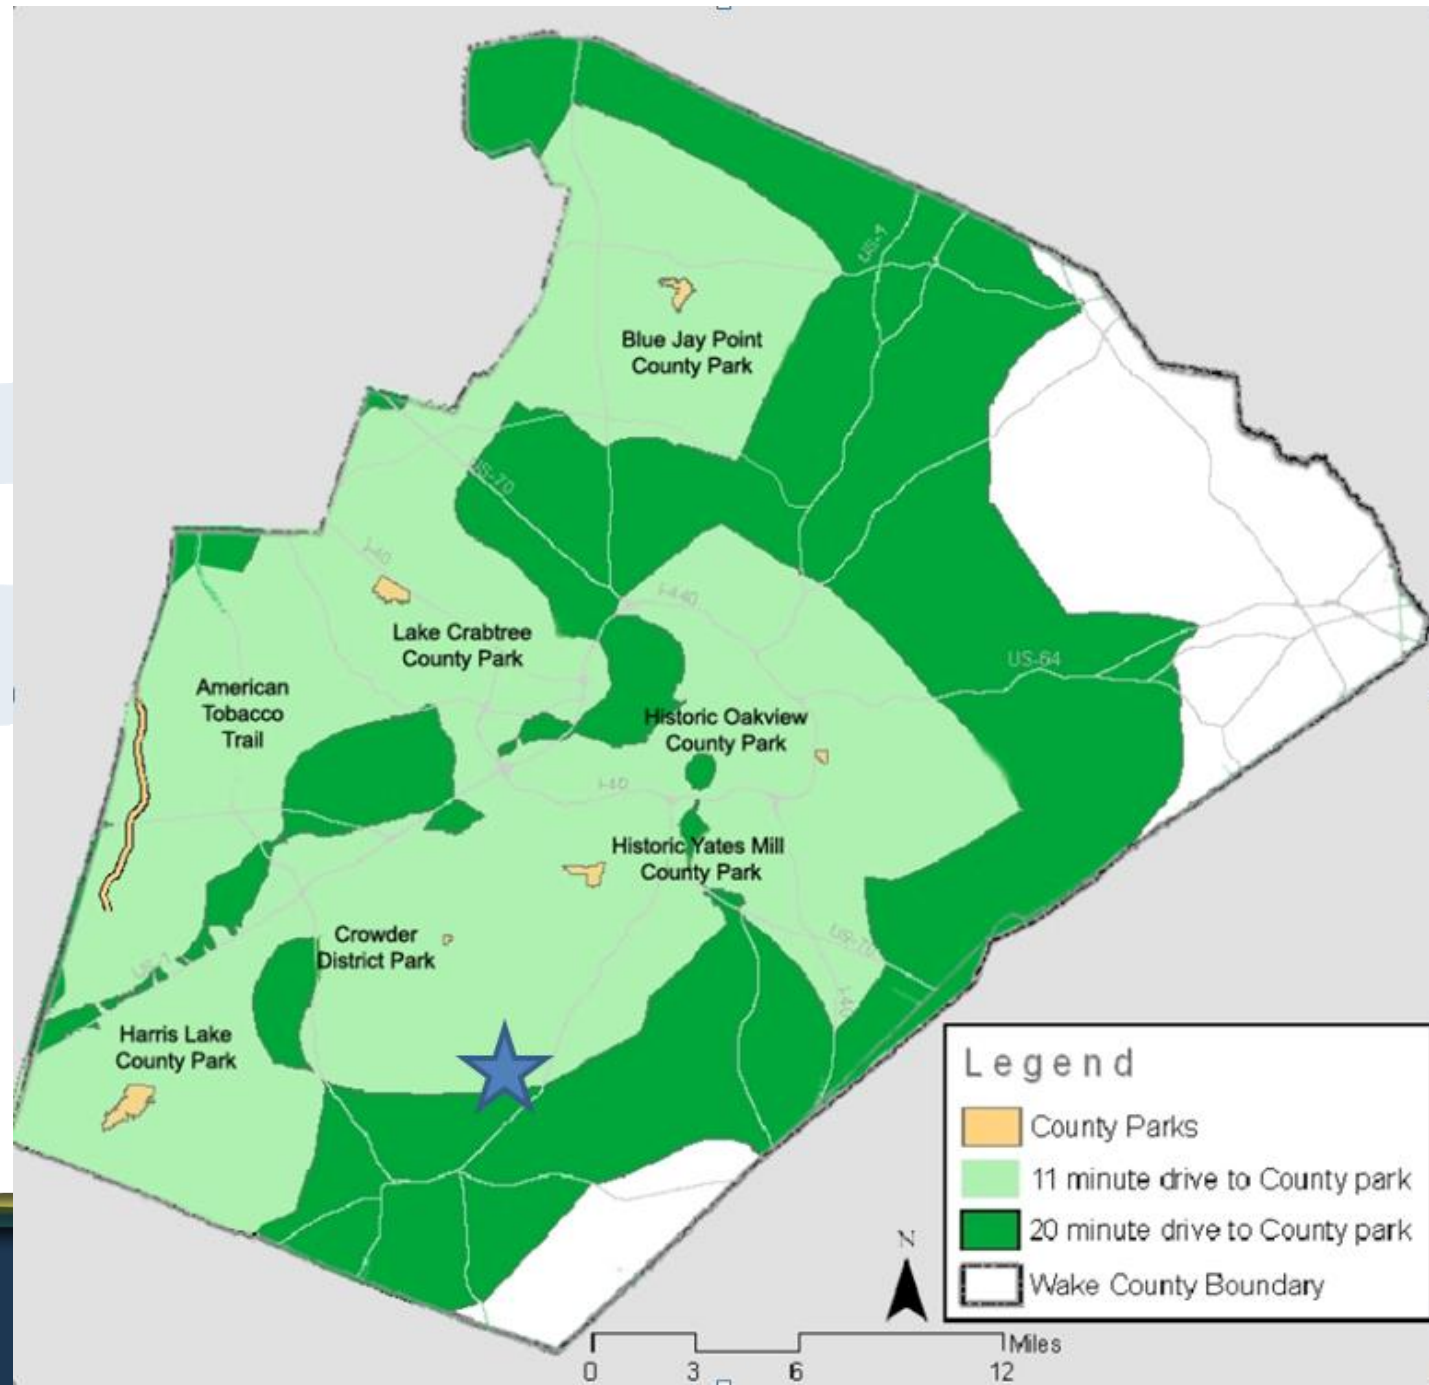 US-1
Blue Jay Point
County Park
US-70
I-40
I-440
Lake Crabtree
County Park
US-64
American
Tobacco
Trail
Historic Oakview
County Park
I-40
Historic Yates Mill
County Park
Crowder
District Park
US-70
US-1
I-40
Harris Lake
County Park
Legend
County Parks
11 minute drive to County park
20 minute drive to County park
Wake County Boundary
N
Miles
0 3 6 12